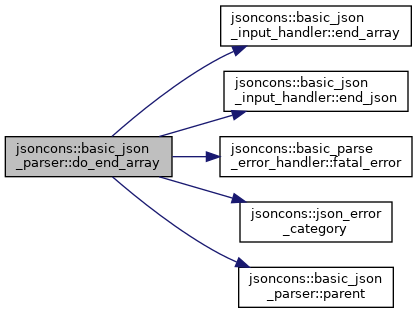 jsoncons::basic_json
_input_handler::end_array
jsoncons::basic_json
_input_handler::end_json
jsoncons::basic_json
_parser::do_end_array
jsoncons::basic_parse
_error_handler::fatal_error
jsoncons::json_error
_category
jsoncons::basic_json
_parser::parent